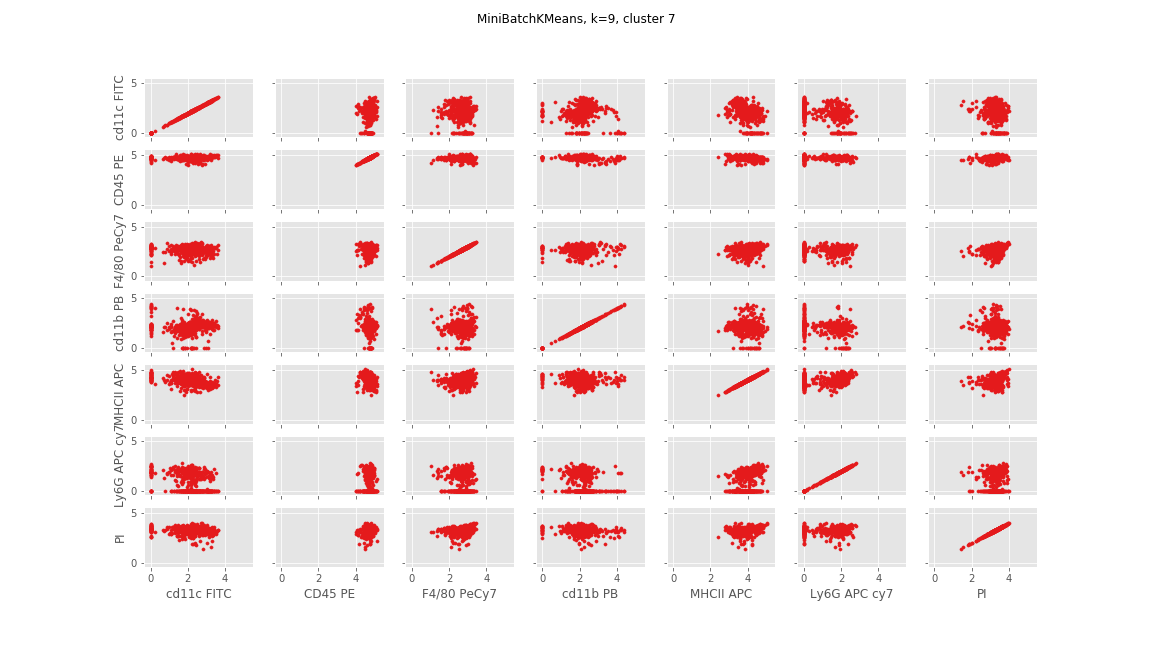 MiniBatchKMeans, k=9, cluster 7
cd11c FITC
5
0
CD45 PE
5
0
F4/80 PeCy7
5
0
cd11b PB
5
0
MHCII APC
5
0
Ly6G APC cy7
5
0
PI
5
0
0 2 4 0 2 4 0 2 4 0 2 4 0 2 4 0 2 4 0 2 4
cd11c FITC CD45 PE F4/80 PeCy7 cd11b PB MHCII APC Ly6G APC cy7 PI